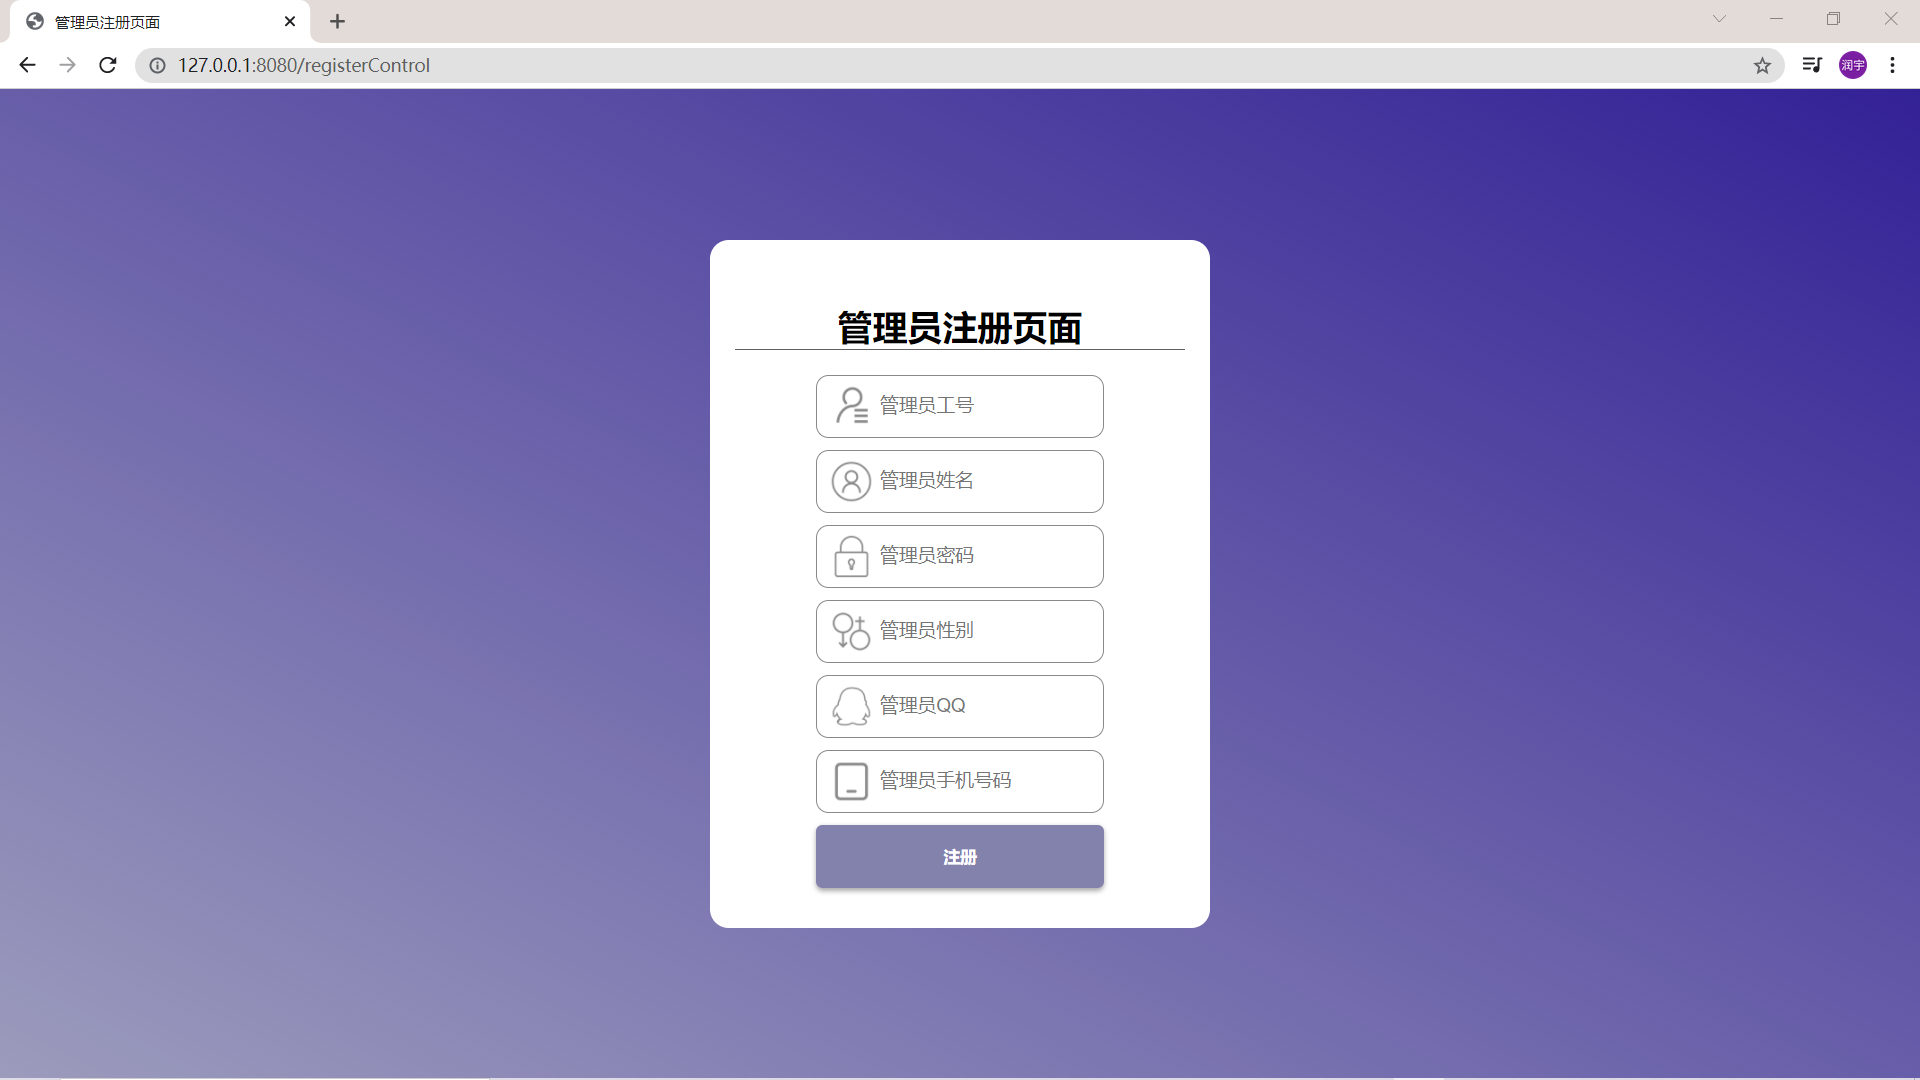 管理员注册页面
127.0.0.1:8080/registerControl
润宇
管理员注册页面
管理员工号
管理员姓名
管理员密码
管理员性别
管理员QQ
管理员手机号码
注册